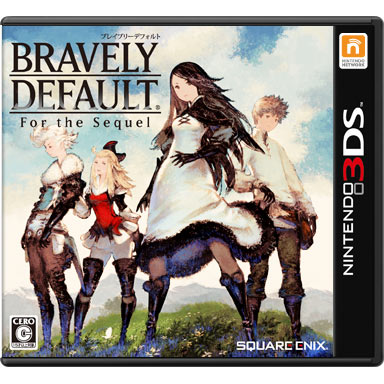 ブレイブリーデフォルト
BRAVELY
DEFAULT®
For the Sequel
NINTENDO
NETWORK
NINTENDO 3DS™
CERO
C
SQUARE ENIX.